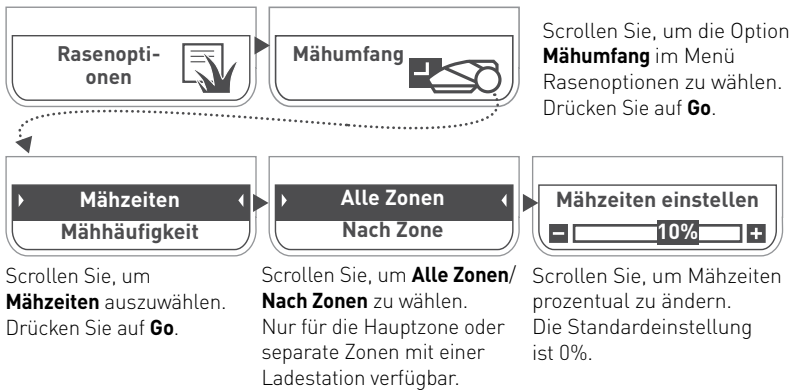 Rasenopti-
onen
Mähumfang
Scrollen Sie, um die Option
Mähumfang im Menü
Rasenoptionen zu wählen.
Drücken Sie auf Go.
Mähzeiten
Mähhäufigkeit
Alle Zonen
Nach Zone
Mähzeiten einstellen
10%
Scrollen Sie, um
Mähzeiten auszuwählen.
Drücken Sie auf Go.
Scrollen Sie, um Alle Zonen/
Nach Zonen zu wählen.
Nur für die Hauptzone oder
separate Zonen mit einer
Ladestation verfügbar.
Scrollen Sie, um Mähzeiten
prozentual zu ändern.
Die Standardeinstellung
ist 0%.